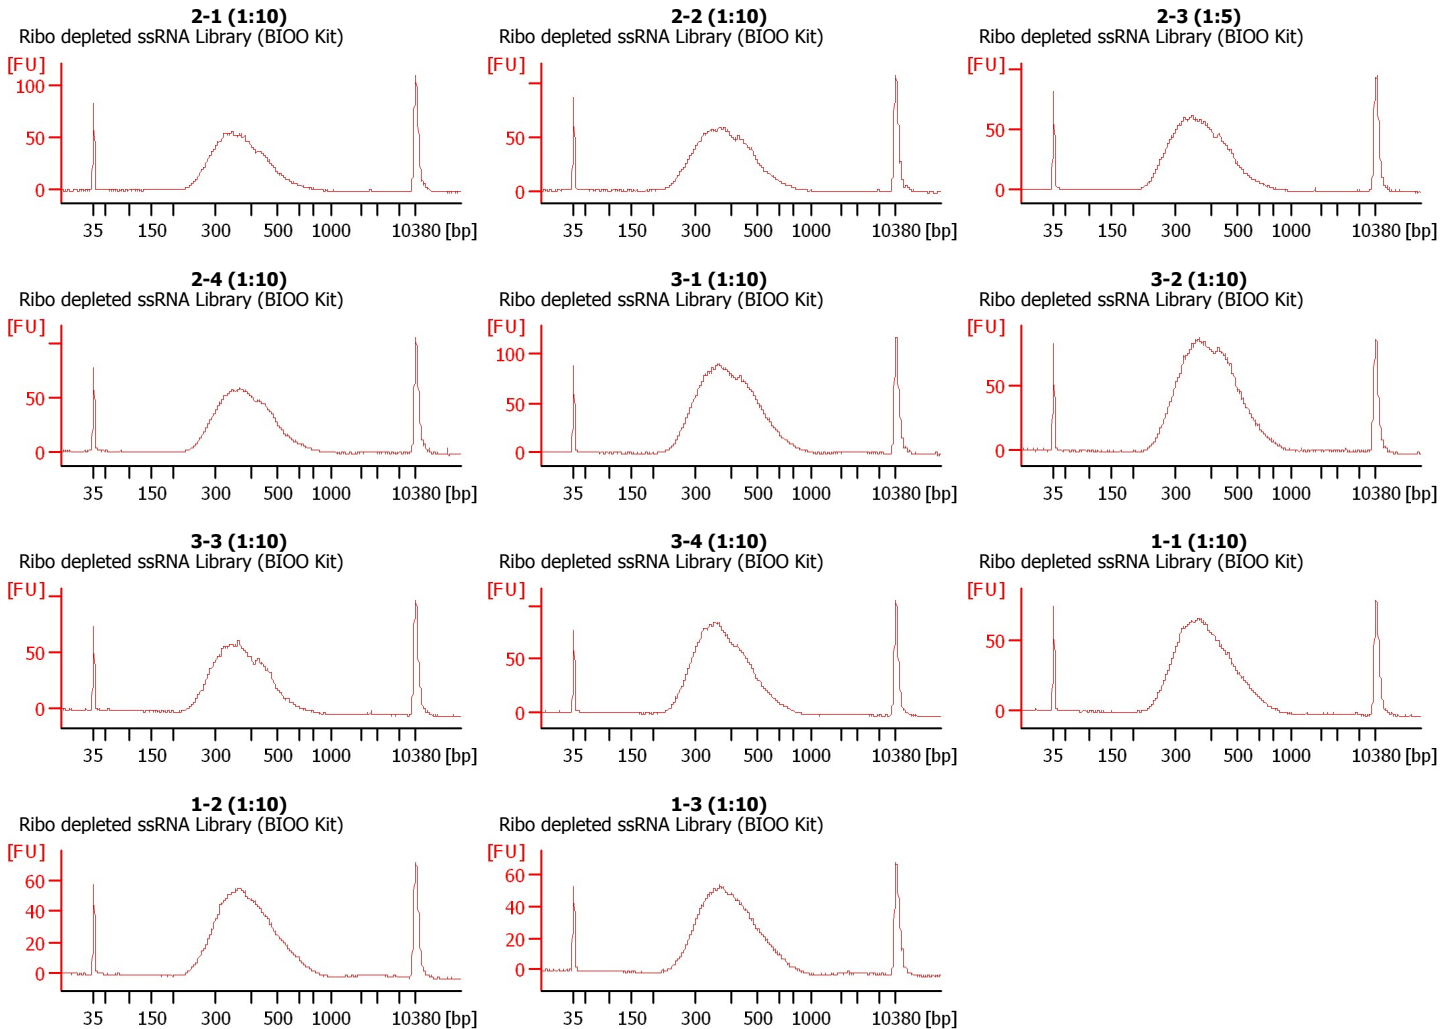 2-1 (1:10)
Ribo depleted ssRNA Library (BIOO Kit)
[FU]
100
50
0
35 150 300 500 1000 10380 [bp]
2-2 (1:10)
Ribo depleted ssRNA Library (BIOO Kit)
[FU]
50
0
35 150 300 500 1000 10380 [bp]
2-3 (1:5)
Ribo depleted ssRNA Library (BIOO Kit)
[FU]
50
0
35 150 300 500 1000 10380 [bp]
2-4 (1:10)
Ribo depleted ssRNA Library (BIOO Kit)
[FU]
50
0
35 150 300 500 1000 10380 [bp]
3-1 (1:10)
Ribo depleted ssRNA Library (BIOO Kit)
[FU]
100
50
0
35 150 300 500 1000 10380 [bp]
3-2 (1:10)
Ribo depleted ssRNA Library (BIOO Kit)
[FU]
50
0
35 150 300 500 1000 10380 [bp]
3-3 (1:10)
Ribo depleted ssRNA Library (BIOO Kit)
[FU]
50
0
35 150 300 500 1000 10380 [bp]
3-4 (1:10)
Ribo depleted ssRNA Library (BIOO Kit)
[FU]
50
0
35 150 300 500 1000 10380 [bp]
1-1 (1:10)
Ribo depleted ssRNA Library (BIOO Kit)
[FU]
50
0
35 150 300 500 1000 10380 [bp]
1-2 (1:10)
Ribo depleted ssRNA Library (BIOO Kit)
[FU]
60
40
20
0
35 150 300 500 1000 10380 [bp]
1-3 (1:10)
Ribo depleted ssRNA Library (BIOO Kit)
[FU]
60
40
20
0
35 150 300 500 1000 10380 [bp]